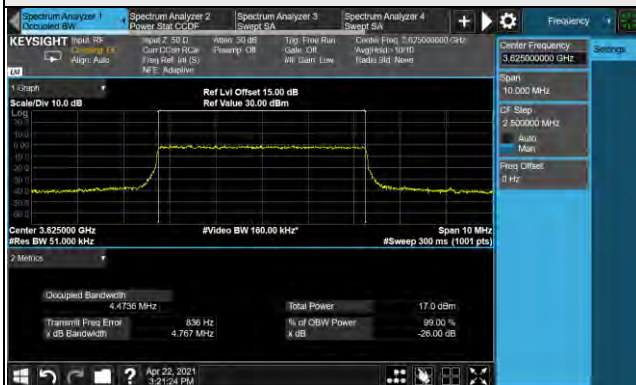 Spectrum Analyzer 1
Occupied BW
Spectrum Analyzer 2
Power Stat CCDF
Spectrum Analyzer 3
Swept SA
Spectrum Analyzer 4
Swept SA
+
Frequency
KEYSIGHT
Input: RF
Align: Auto
LM
Input Z: 50 Ω
Corr CCorr RCal
Freq Ref: Int (S)
NFE: Adaptive
Atten: 30 dB
Preamp: Off
Trig: Free Run
Gate: Off
#IF Gain: Low
Center Freq: 3.625000000 GHz
Avg|Hold: 10/10
Radio Std: None
Center Frequency
3.625000000 GHz
Settings
Span
10.000 MHz
CF Step
2.500000 MHz
Auto
Man
Freq Offset
0 Hz
1 Graph
Scale/Div 10.0 dB
Ref Lvl Offset 15.00 dB
Ref Value 30.00 dBm
Log
Center 3.625000 GHz
#Res BW 51.000 kHz
#Video BW 160.00 kHz*
Span 10 MHz
#Sweep 300 ms (1001 pts)
2 Metrics
Occupied Bandwidth
4.4736 MHz
Total Power
17.0 dBm
Transmit Freq Error
836 Hz
% of OBW Power
99.00 %
x dB Bandwidth
4.767 MHz
x dB
-26.00 dB
?
Apr 22, 2021
3:21:24 PM